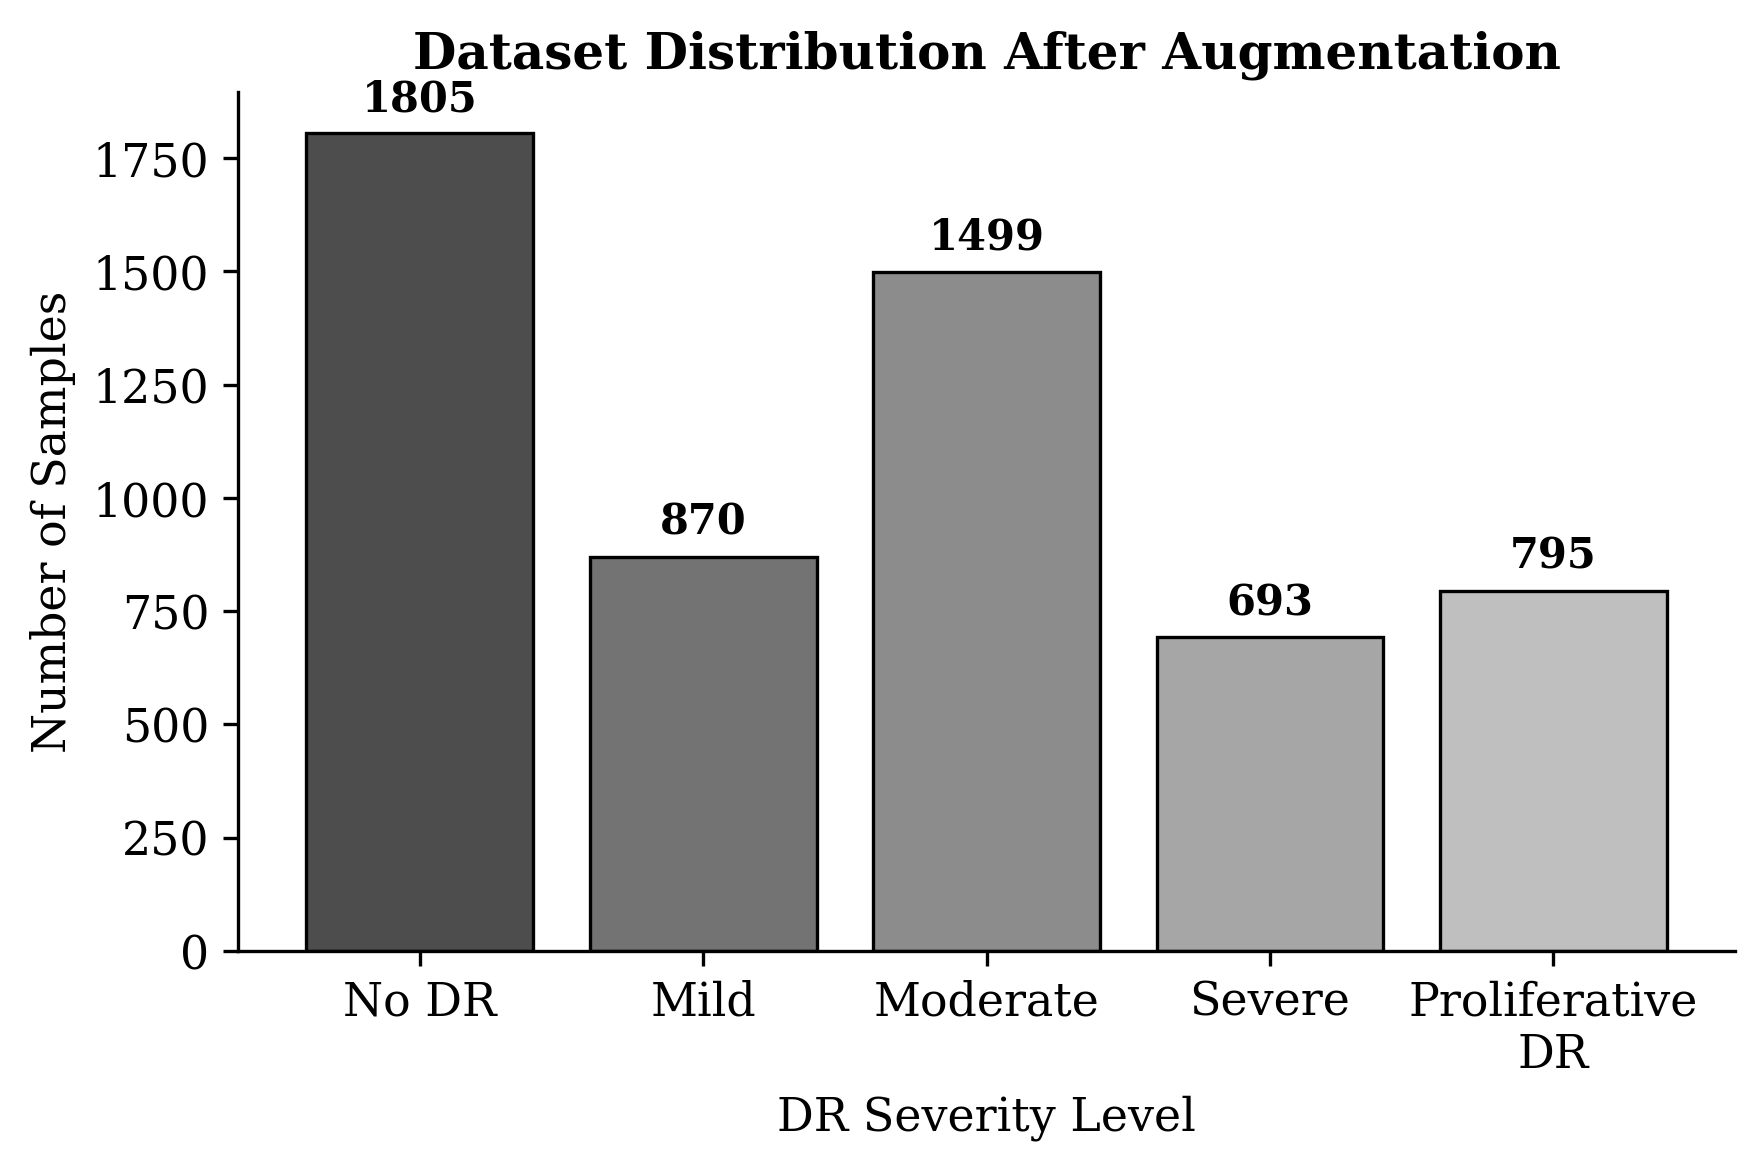 Dataset Distribution After Augmentation
1805
1750
1499
1500
1250
1000
870
795
750
693
500
250
0
Number of Samples
No DR
Mild
Moderate
Severe
Proliferative
DR
DR Severity Level